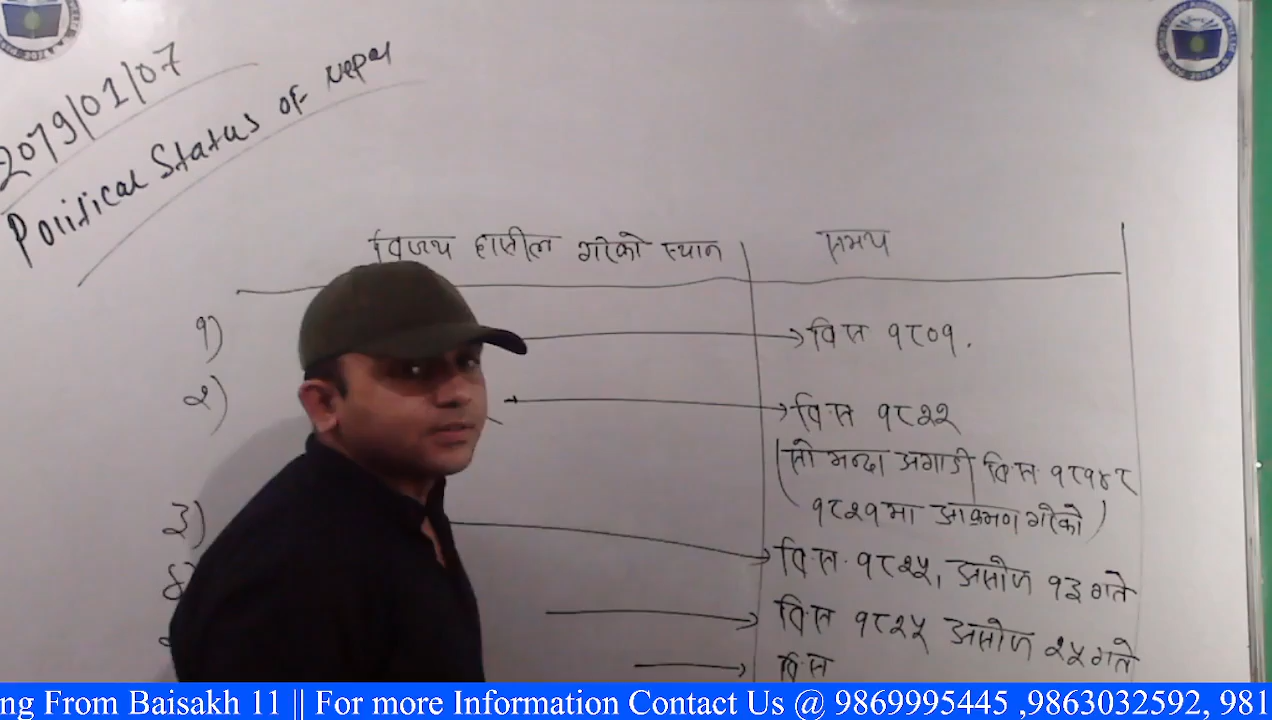 2079/01/07
Political Status of Nepal
विजय हासील गरेको स्थान
समय
१)
वि.स १८०१.
२)
वि.स १८२२
(सो भन्दा अगाडी वि.स. १८१४ र
१८२१मा आक्रमण गरेको)
३)
वि.स. १८२५, असोज १३ गते
४)
वि.स १८२५ असोज २५ गते
वि.स
ng From Baisakh 11 || For more Information Contact Us @ 9869995445 ,9863032592, 981